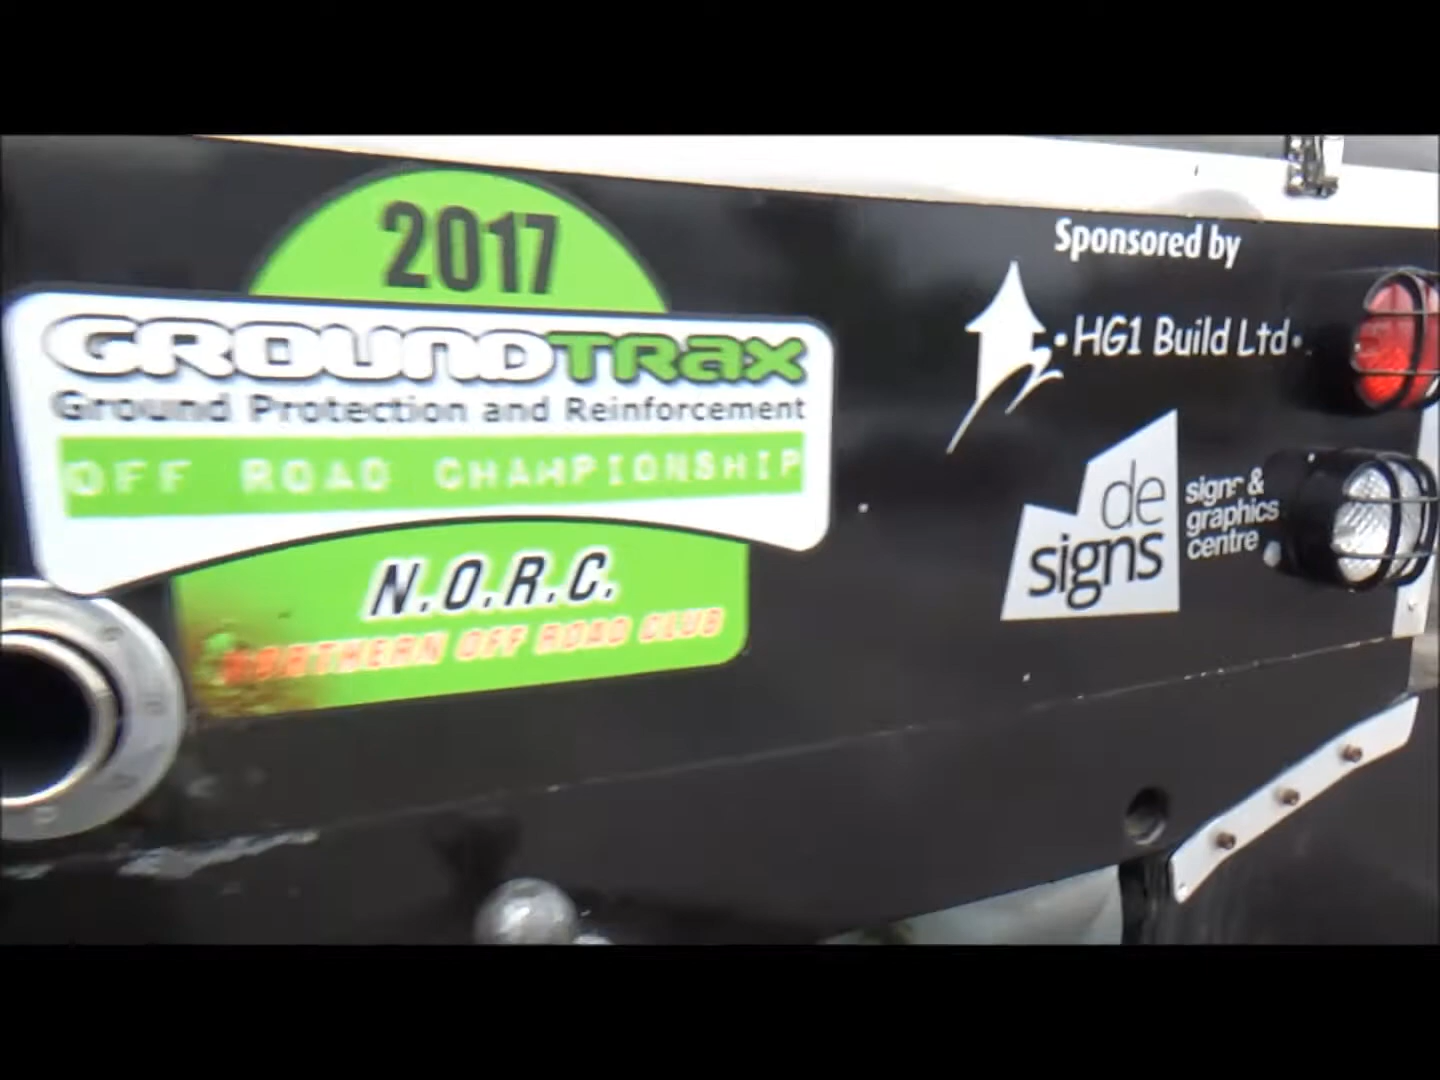 2017
GROUNDTRAX
Ground Protection and Reinforcement
OFF ROAD CHAMPIONSHIP
N.O.R.C.
NORTHERN OFF ROAD CLUB
Sponsored by
• HG1 Build Ltd •
de signs
signs & graphics centre